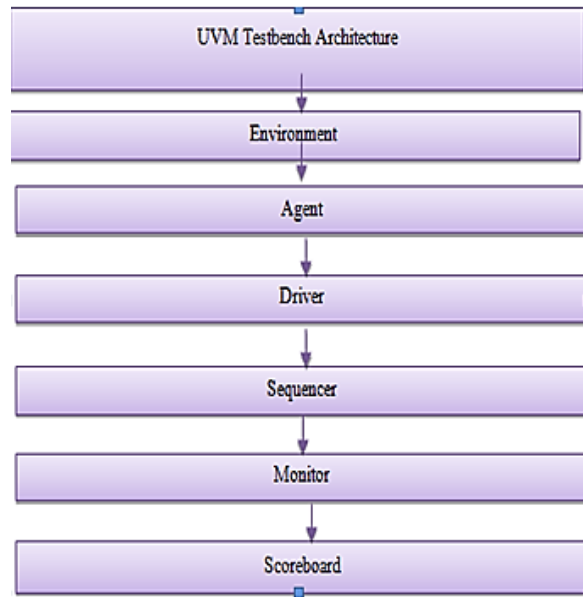 UVM Testbench Architecture
Environment
Agent
Driver
Sequencer
Monitor
Scoreboard